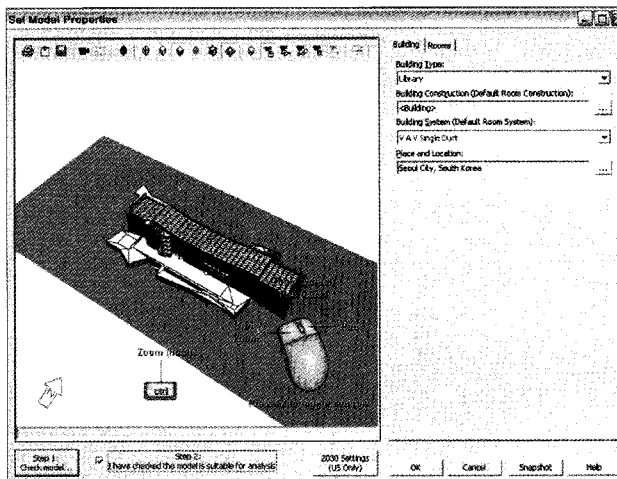 Set Model Properties
Building Rooms
Building Type:
Library
Building Construction (Default Room Construction):
<Building>
...
Building System (Default Room System):
VAV Single Duct
Place and Location:
Seoul City, South Korea
...
Zoom
ctrl
Step 1:
Check model...
Step 2:
I have checked the model is suitable for analysis
2030 Settings
(US Only)
OK
Cancel
Snapshot
Help